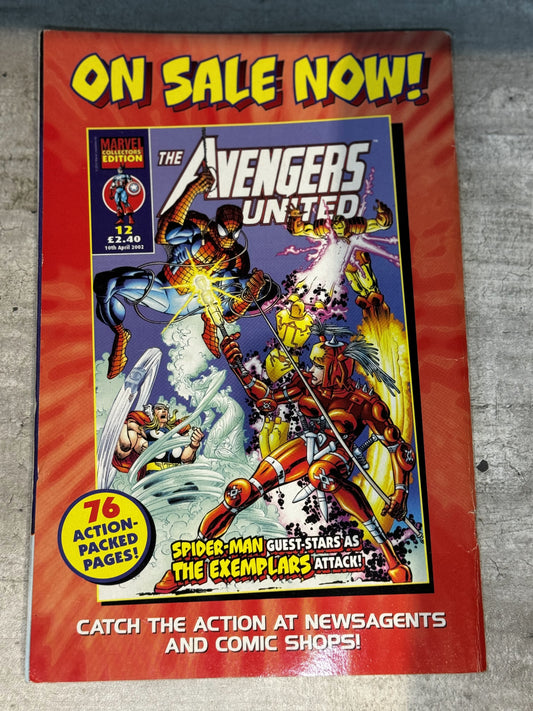 ON SALE NOW!
MARVEL
COLLECTORS'
EDITION
12
£2.40
10th April 2002
THE AVENGERS
UNITED
76
ACTION-
PACKED
PAGES!
SPIDER-MAN GUEST-STARS AS
THE EXEMPLARS ATTACK!
CATCH THE ACTION AT NEWSAGENTS
AND COMIC SHOPS!